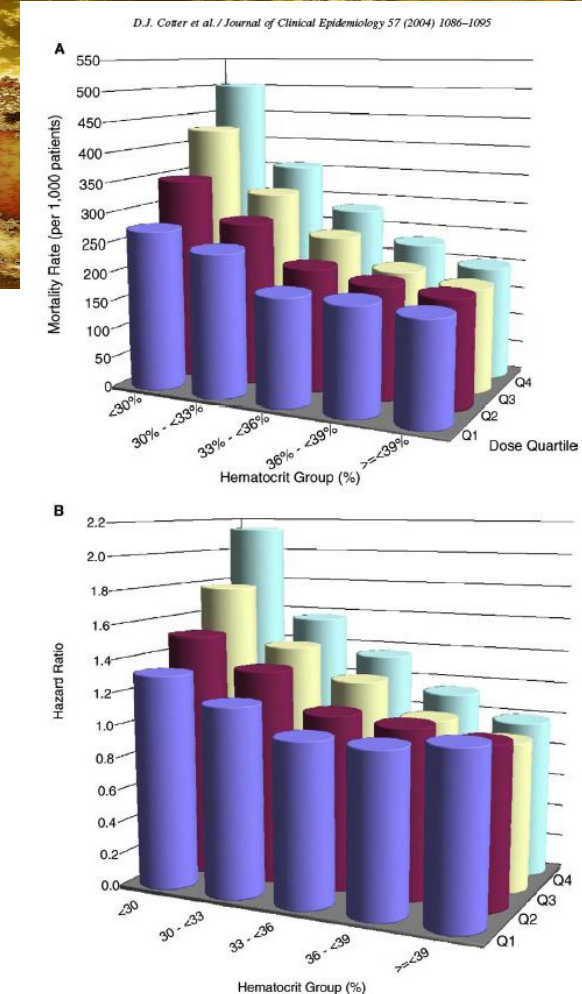 D.J. Cotter et al. / Journal of Clinical Epidemiology 57 (2004) 1086–1095
A
Mortality Rate (per 1,000 patients)
550
500
450
400
350
300
250
200
150
100
50
0
<30%
30% - <33%
33% - <36%
36% - <39%
>=<39%
Q1
Q2
Q3
Q4
Dose Quartile
Hematocrit Group (%)
B
Hazard Ratio
2.2
2.0
1.8
1.6
1.4
1.2
1.0
0.8
0.6
0.4
0.2
0.0
<30
30 - <33
33 - <36
36 - <39
>=<39
Q1
Q2
Q3
Q4
Hematocrit Group (%)